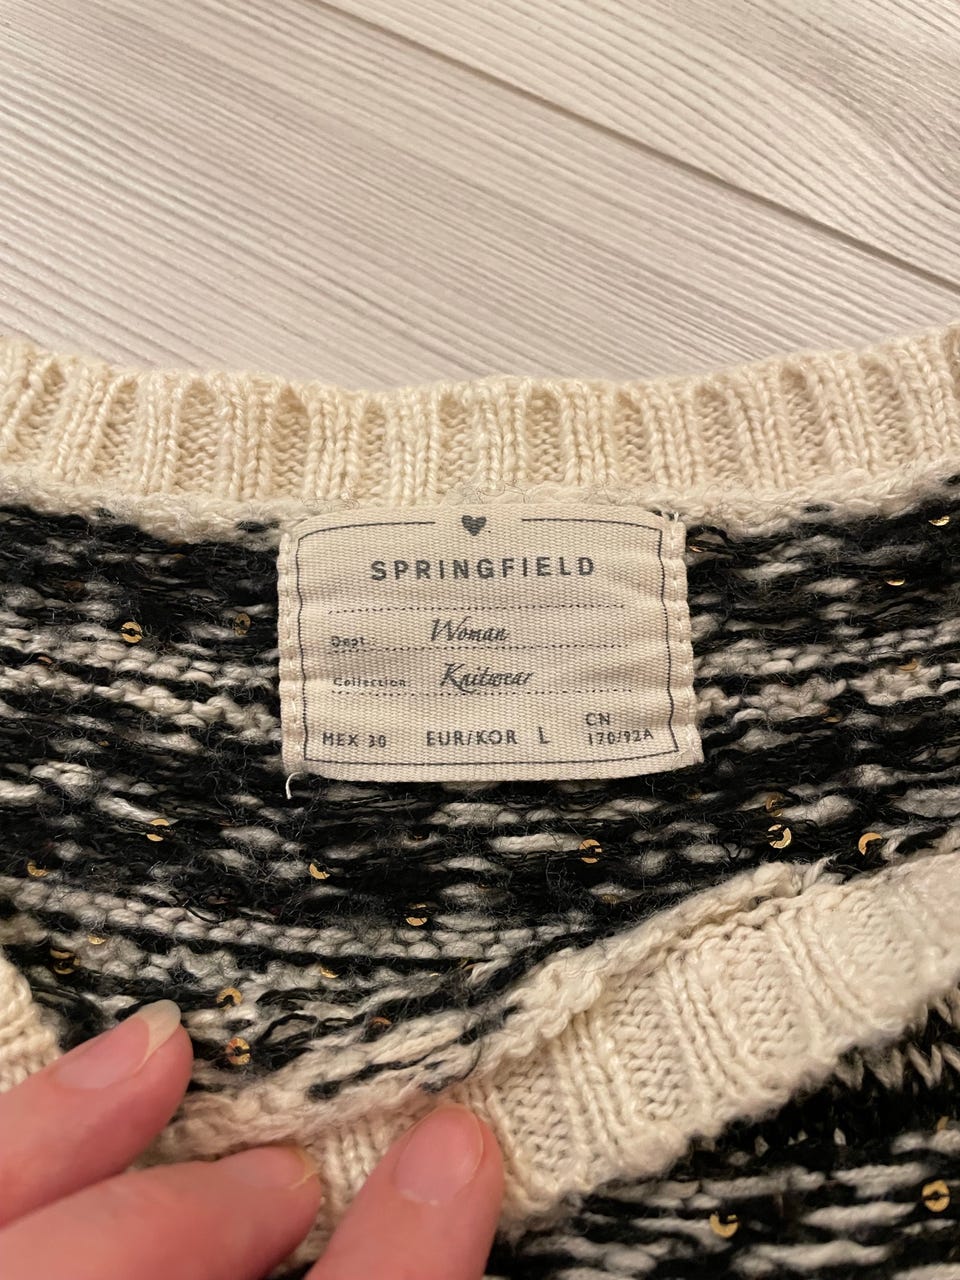 SPRINGFIELD
Dept. Woman
Collection: Knitwear
MEX 30 EUR/KOR L CN 170/92A